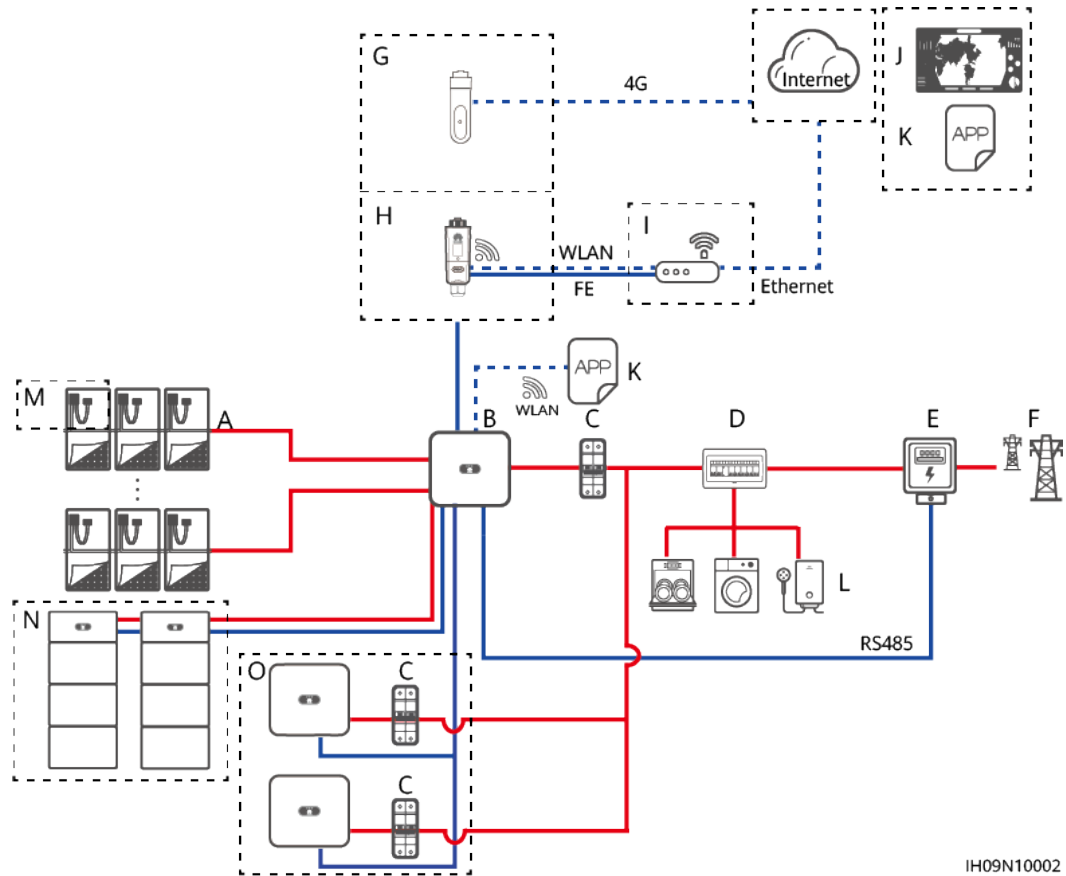 G
4G
Internet
J
K
APP
H
I
WLAN
FE
Ethernet
APP
K
WLAN
M
A
B
C
D
E
F
L
N
RS485
O
C
C
IH09N10002